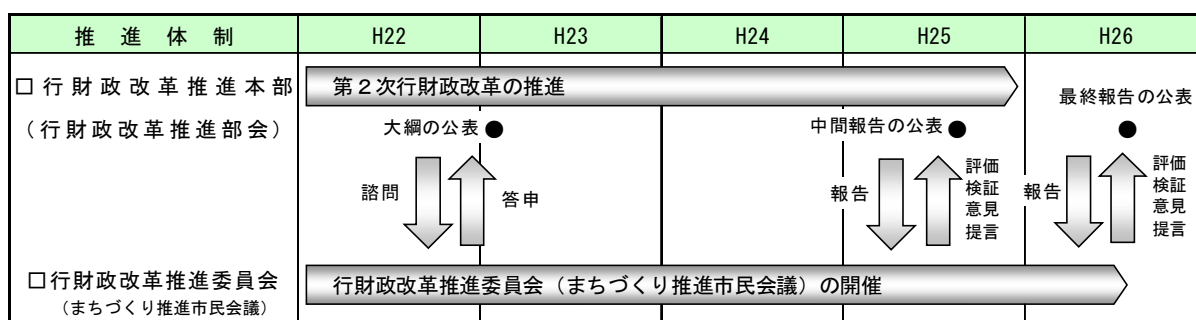 推進体制 H22 H23 H24 H25 H26
□行財政改革推進本部
（行財政改革推進部会）
第２次行財政改革の推進
大綱の公表●
中間報告の公表●
最終報告の公表
●
諮問
答申
報告
評価
検証
意見
提言
報告
評価
検証
意見
提言
□行財政改革推進委員会
（まちづくり推進市民会議）
行財政改革推進委員会（まちづくり推進市民会議）の開催